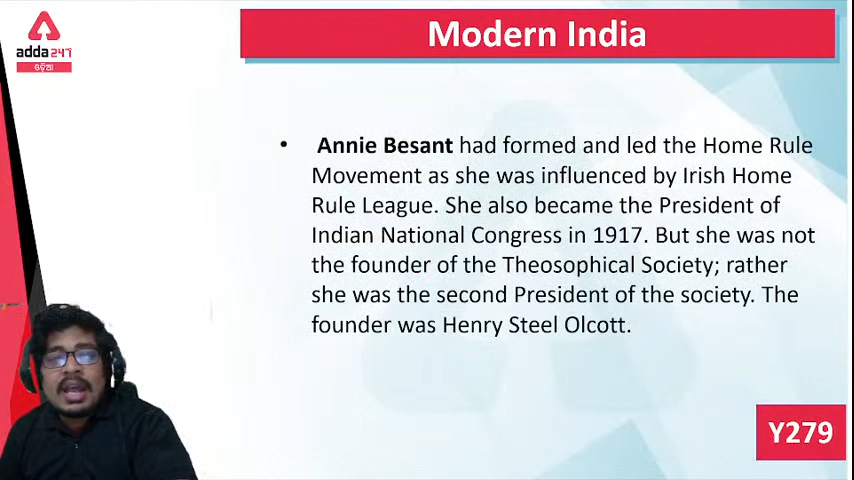 Modern India
adda247
ଓଡ଼ିଆ
• Annie Besant had formed and led the Home Rule
Movement as she was influenced by Irish Home
Rule League. She also became the President of
Indian National Congress in 1917. But she was not
the founder of the Theosophical Society; rather
she was the second President of the society. The
founder was Henry Steel Olcott.
Y279